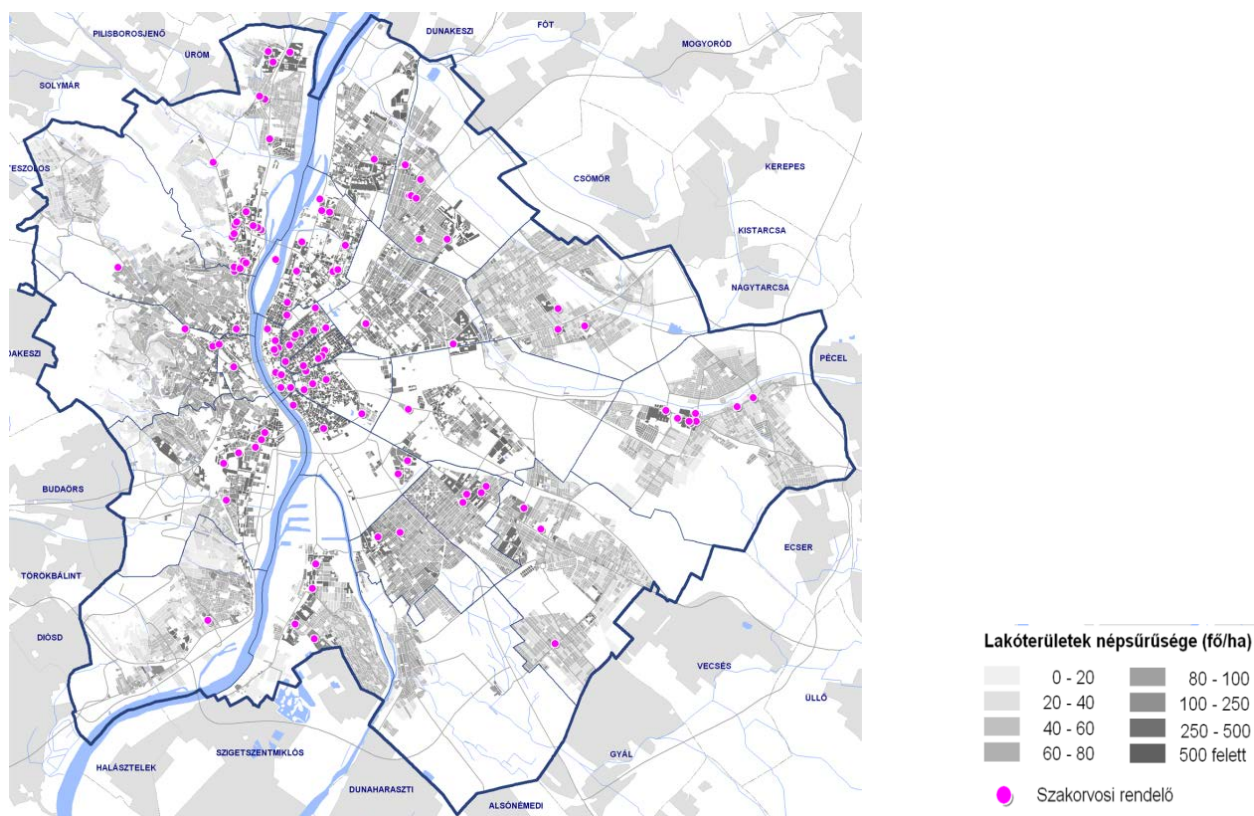 PILISBOROSJENŐ
ÜRÖM
DUNAKESZI
FÓT
MOGYORÓD
SOLYMÁR
TESZOLÖS
CSÖMÖR
KEREPES
KISTARCSA
NAGYTARCSA
DAKESZI
PÉCEL
BUDAÖRS
ECSER
TÖRÖKBÁLINT
DIÓSD
VECSÉS
ÜLLŐ
GYÁL
SZIGETSZENTMIKLÓS
HALÁSZTELEK
DUNAHARASZTI
ALSÓNÉMEDI
Lakóterületek népsűrűsége (fő/ha)
0 - 20
80 - 100
20 - 40
100 - 250
40 - 60
250 - 500
60 - 80
500 felett
Szakorvosi rendelő